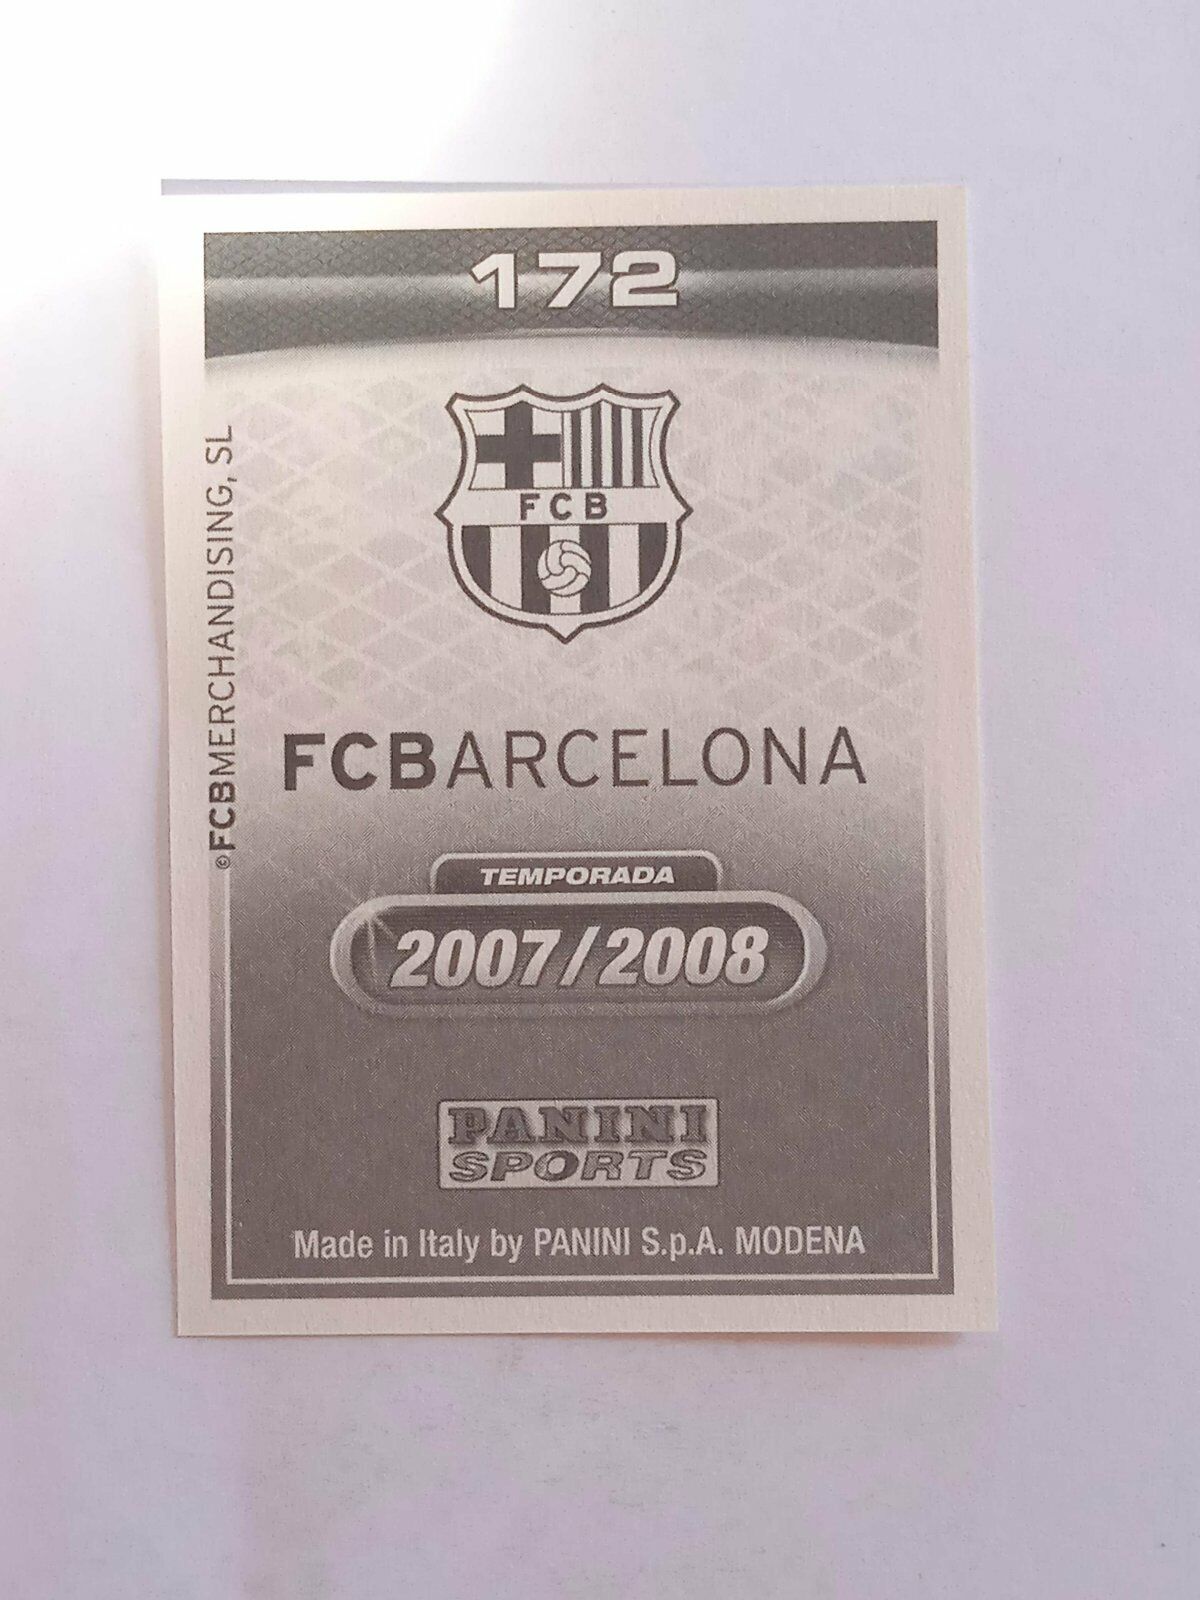 172
FCB
FCBARCELONA
©FCBMERCHANDISING, SL
TEMPORADA
2007/2008
PANINI
SPORTS
Made in Italy by PANINI S.p.A. MODENA